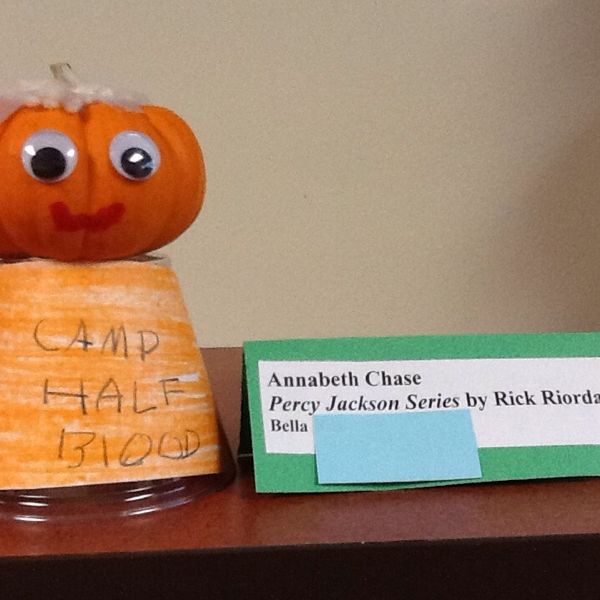 CAMP
HALF
BlOOD
Annabeth Chase
Percy Jackson Series by Rick Riorda
Bella